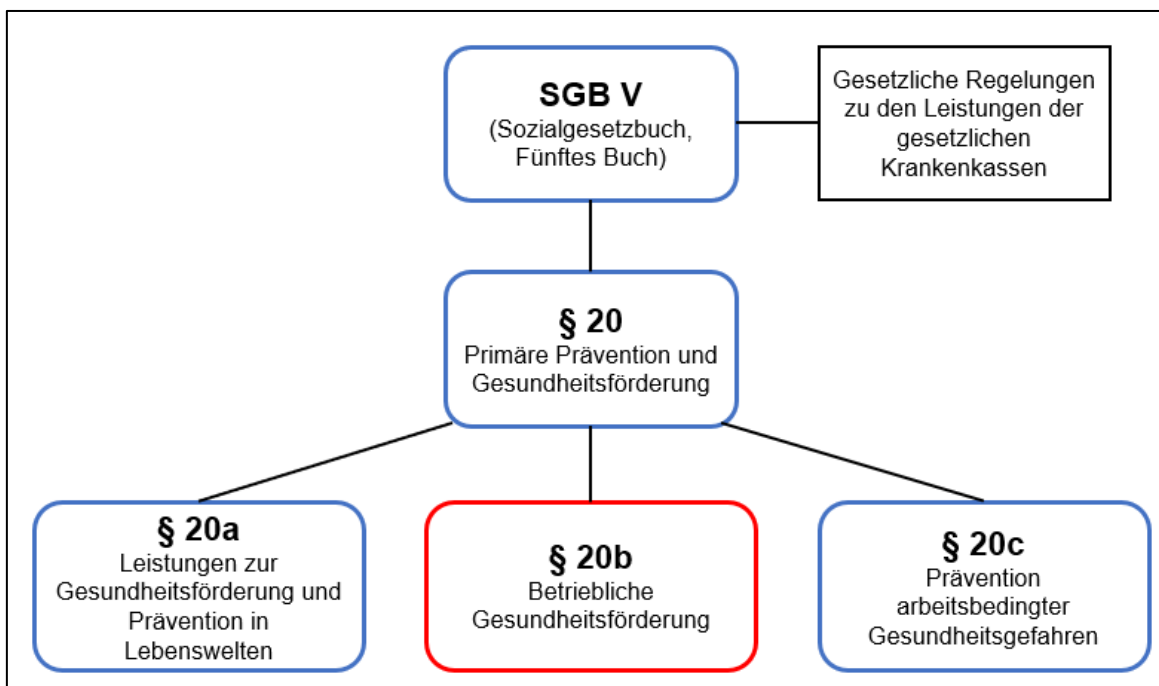 SGB V
(Sozialgesetzbuch,
Fünftes Buch)
Gesetzliche Regelungen
zu den Leistungen der
gesetzlichen
Krankenkassen
§ 20
Primäre Prävention und
Gesundheitsförderung
§ 20a
Leistungen zur
Gesundheitsförderung und
Prävention in
Lebenswelten
§ 20b
Betriebliche
Gesundheitsförderung
§ 20c
Prävention
arbeitsbedingter
Gesundheitsgefahren